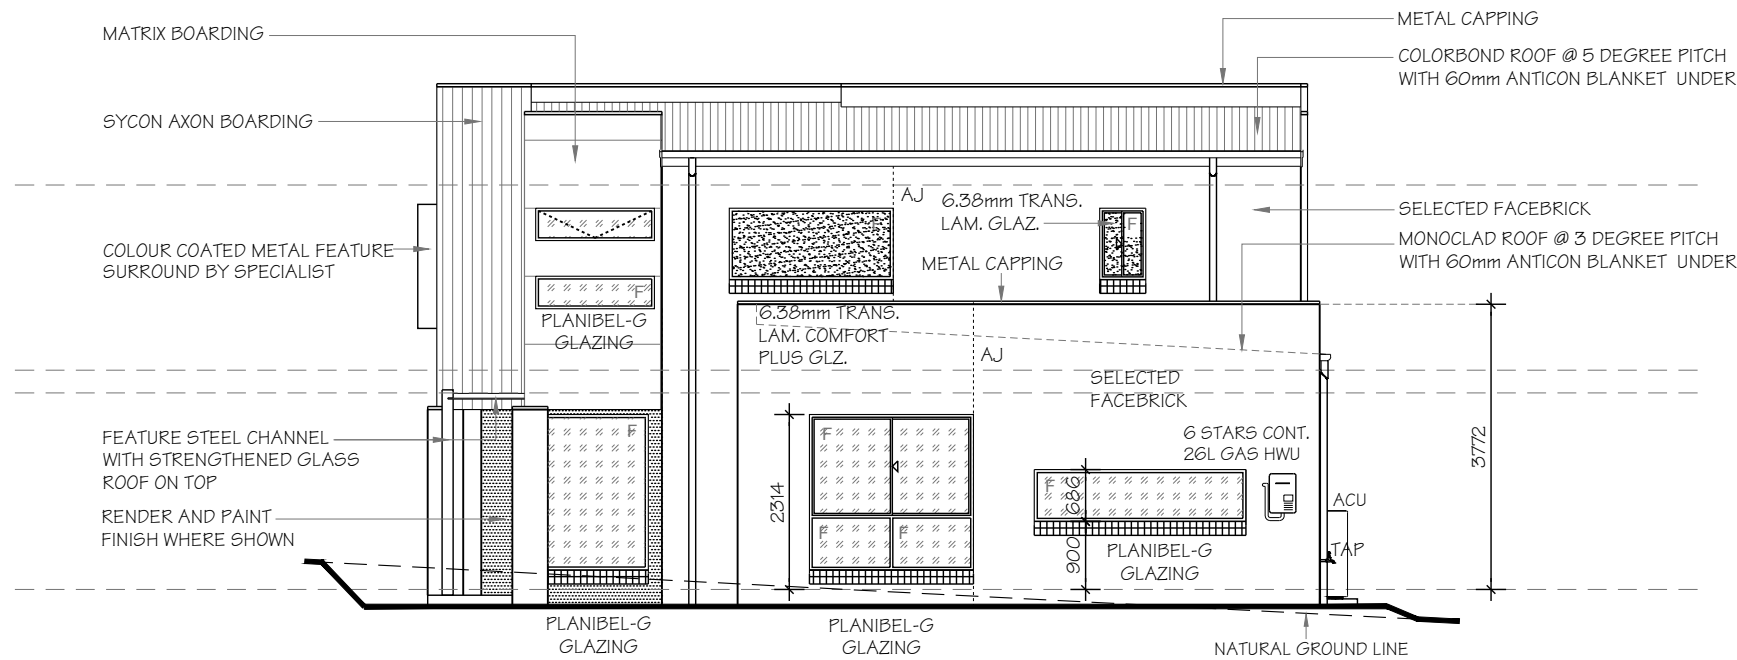 METAL CAPPING
MATRIX BOARDING
COLORBOND ROOF @ 5 DEGREE PITCH
WITH 60mm ANTICON BLANKET UNDER
SYCON AXON BOARDING
AJ
6.38mm TRANS.
LAM. GLAZ.
F
SELECTED FACEBRICK
COLOUR COATED METAL FEATURE
SURROUND BY SPECIALIST
MONOCLAD ROOF @ 3 DEGREE PITCH
WITH 60mm ANTICON BLANKET UNDER
METAL CAPPING
F
PLANIBEL-G
GLAZING
6.38mm TRANS.
LAM. COMFORT
PLUS GLZ.
AJ
SELECTED
FACEBRICK
FEATURE STEEL CHANNEL
WITH STRENGTHENED GLASS
ROOF ON TOP
F
F
6 STARS CONT.
26L GAS HWU
3772
2314
F
686
ACU
RENDER AND PAINT
FINISH WHERE SHOWN
F
F
900
PLANIBEL-G
GLAZING
TAP
PLANIBEL-G
GLAZING
PLANIBEL-G
GLAZING
NATURAL GROUND LINE